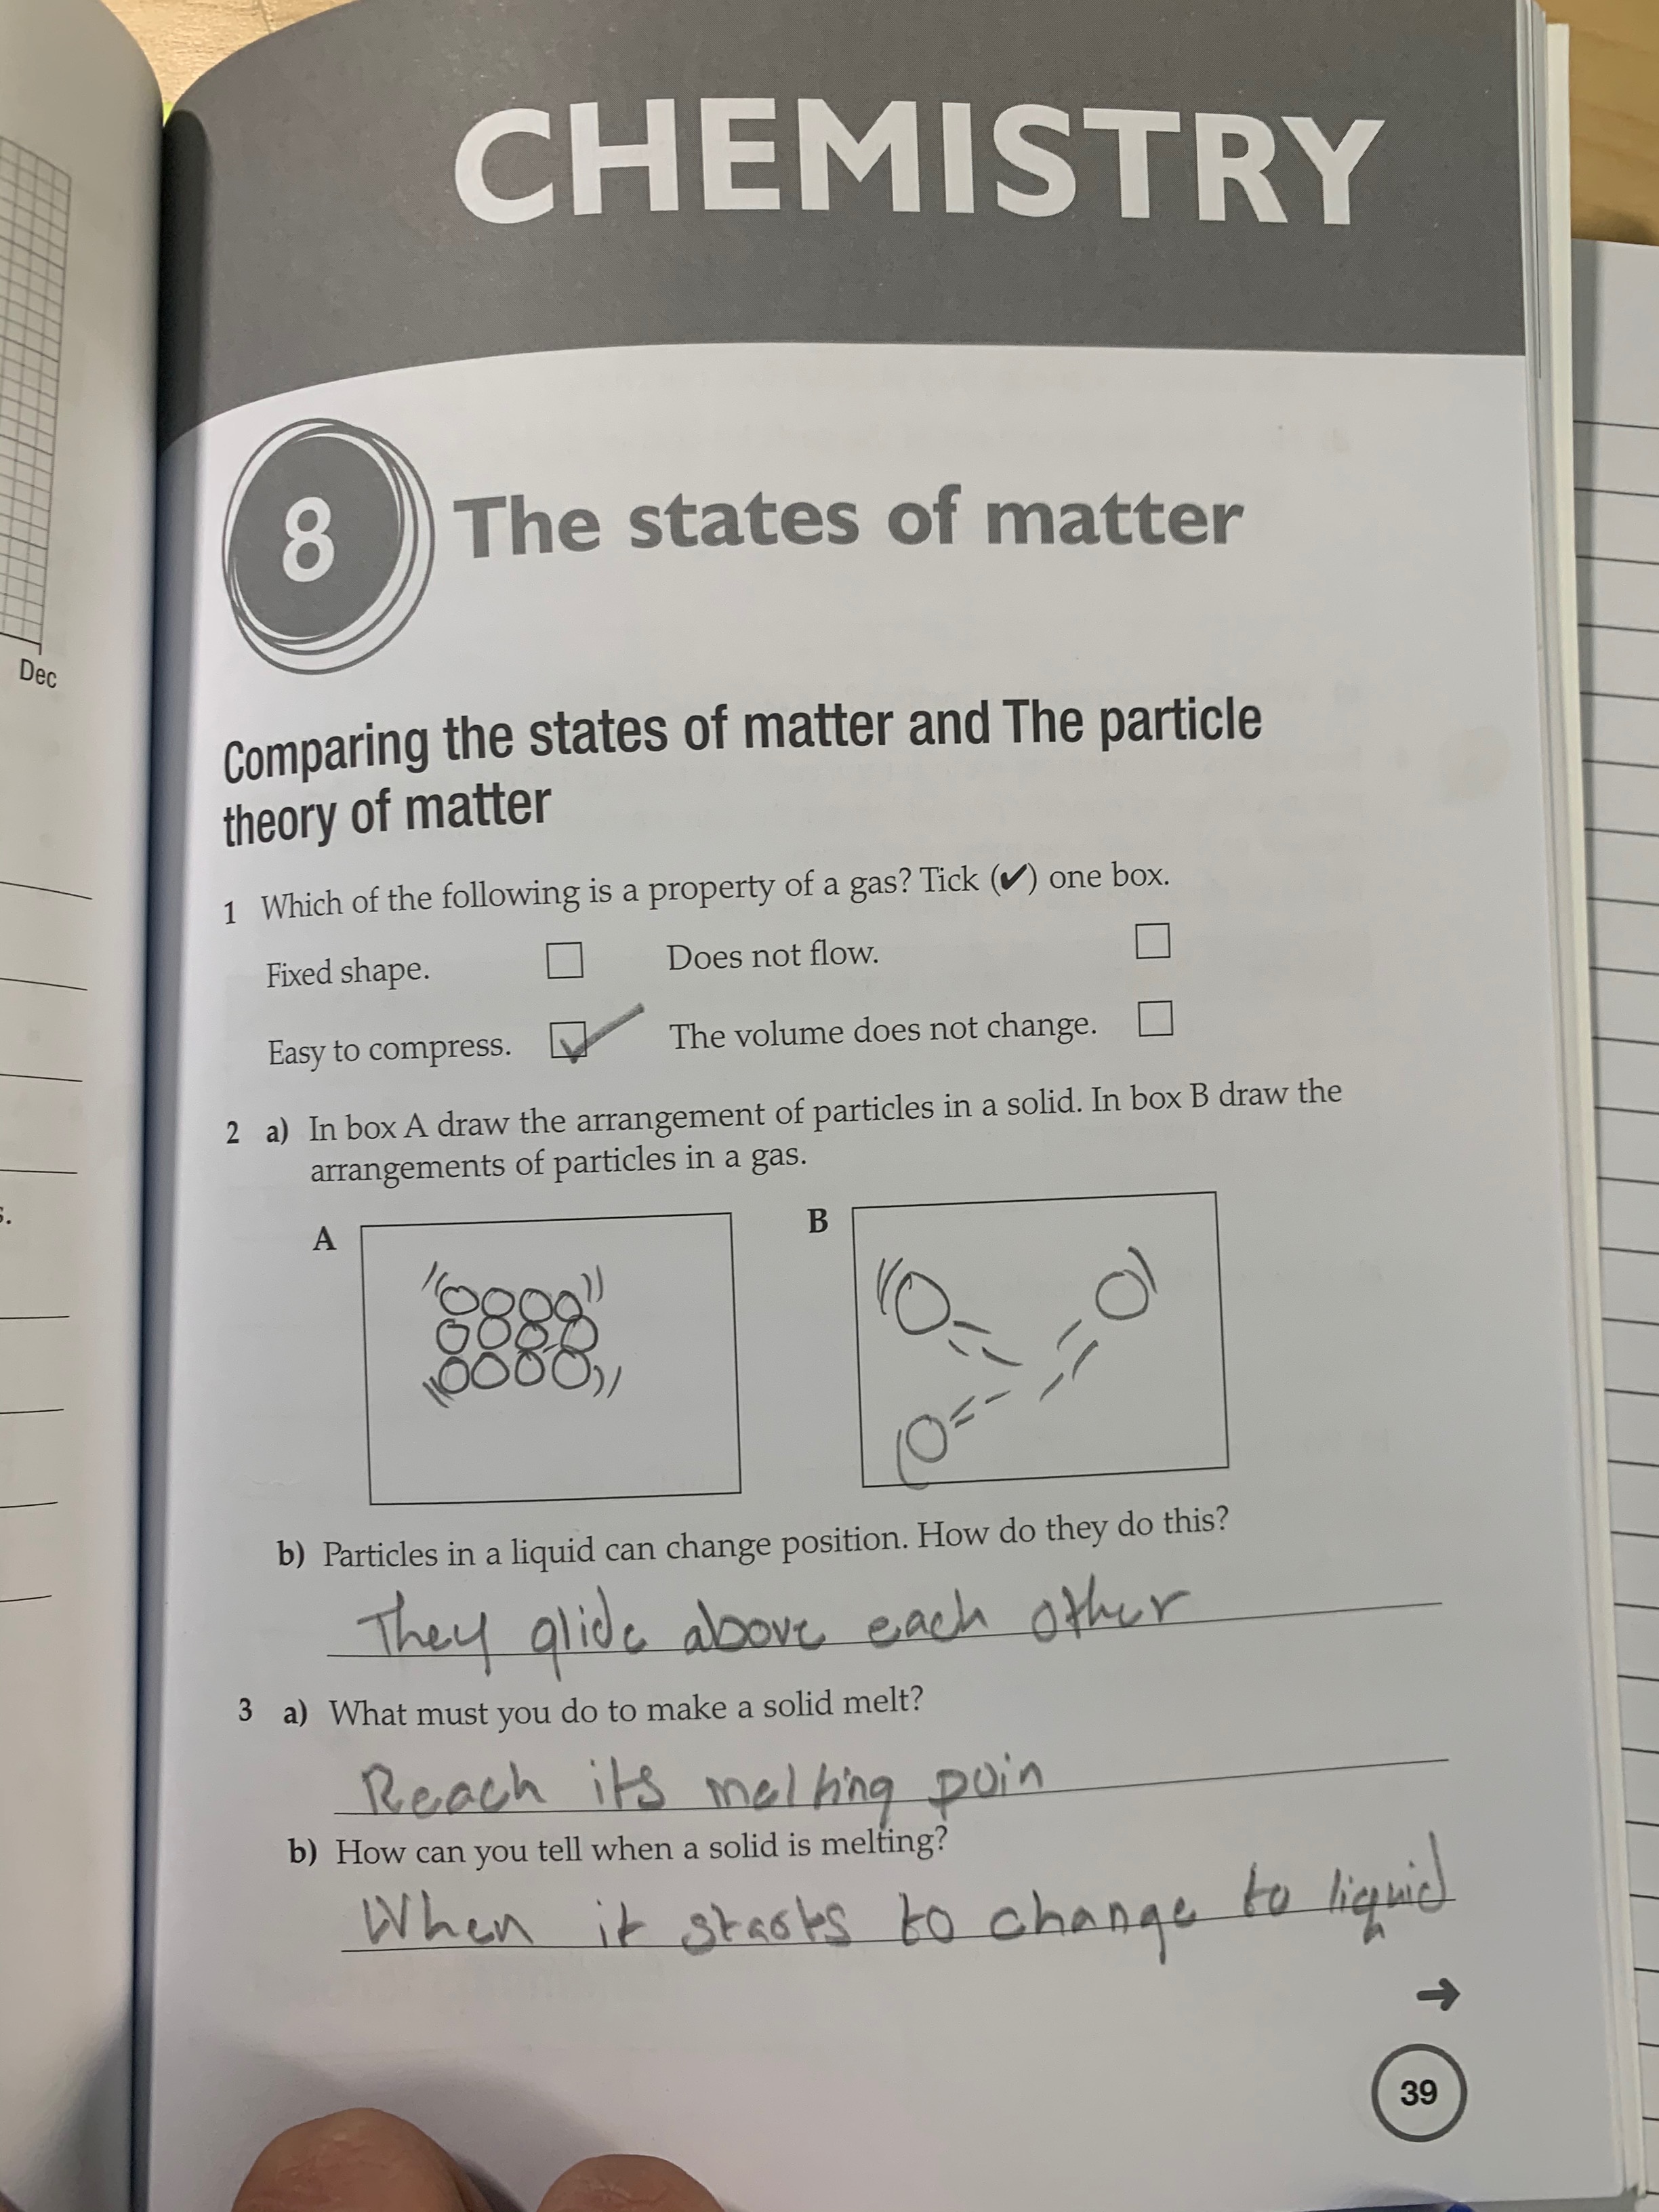 CHEMISTRY
8 The states of matter
Dec
Comparing the states of matter and The particle
theory of matter
1 Which of the following is a property of a gas? Tick (✔) one box.
Fixed shape. Does not flow.
Easy to compress. The volume does not change.
2 a) In box A draw the arrangement of particles in a solid. In box B draw the
arrangements of particles in a gas.
s.
A B
b) Particles in a liquid can change position. How do they do this?
They glide above each other
3 a) What must you do to make a solid melt?
Reach its melting poin
b) How can you tell when a solid is melting?
When it starts to change to liquid
➔
39